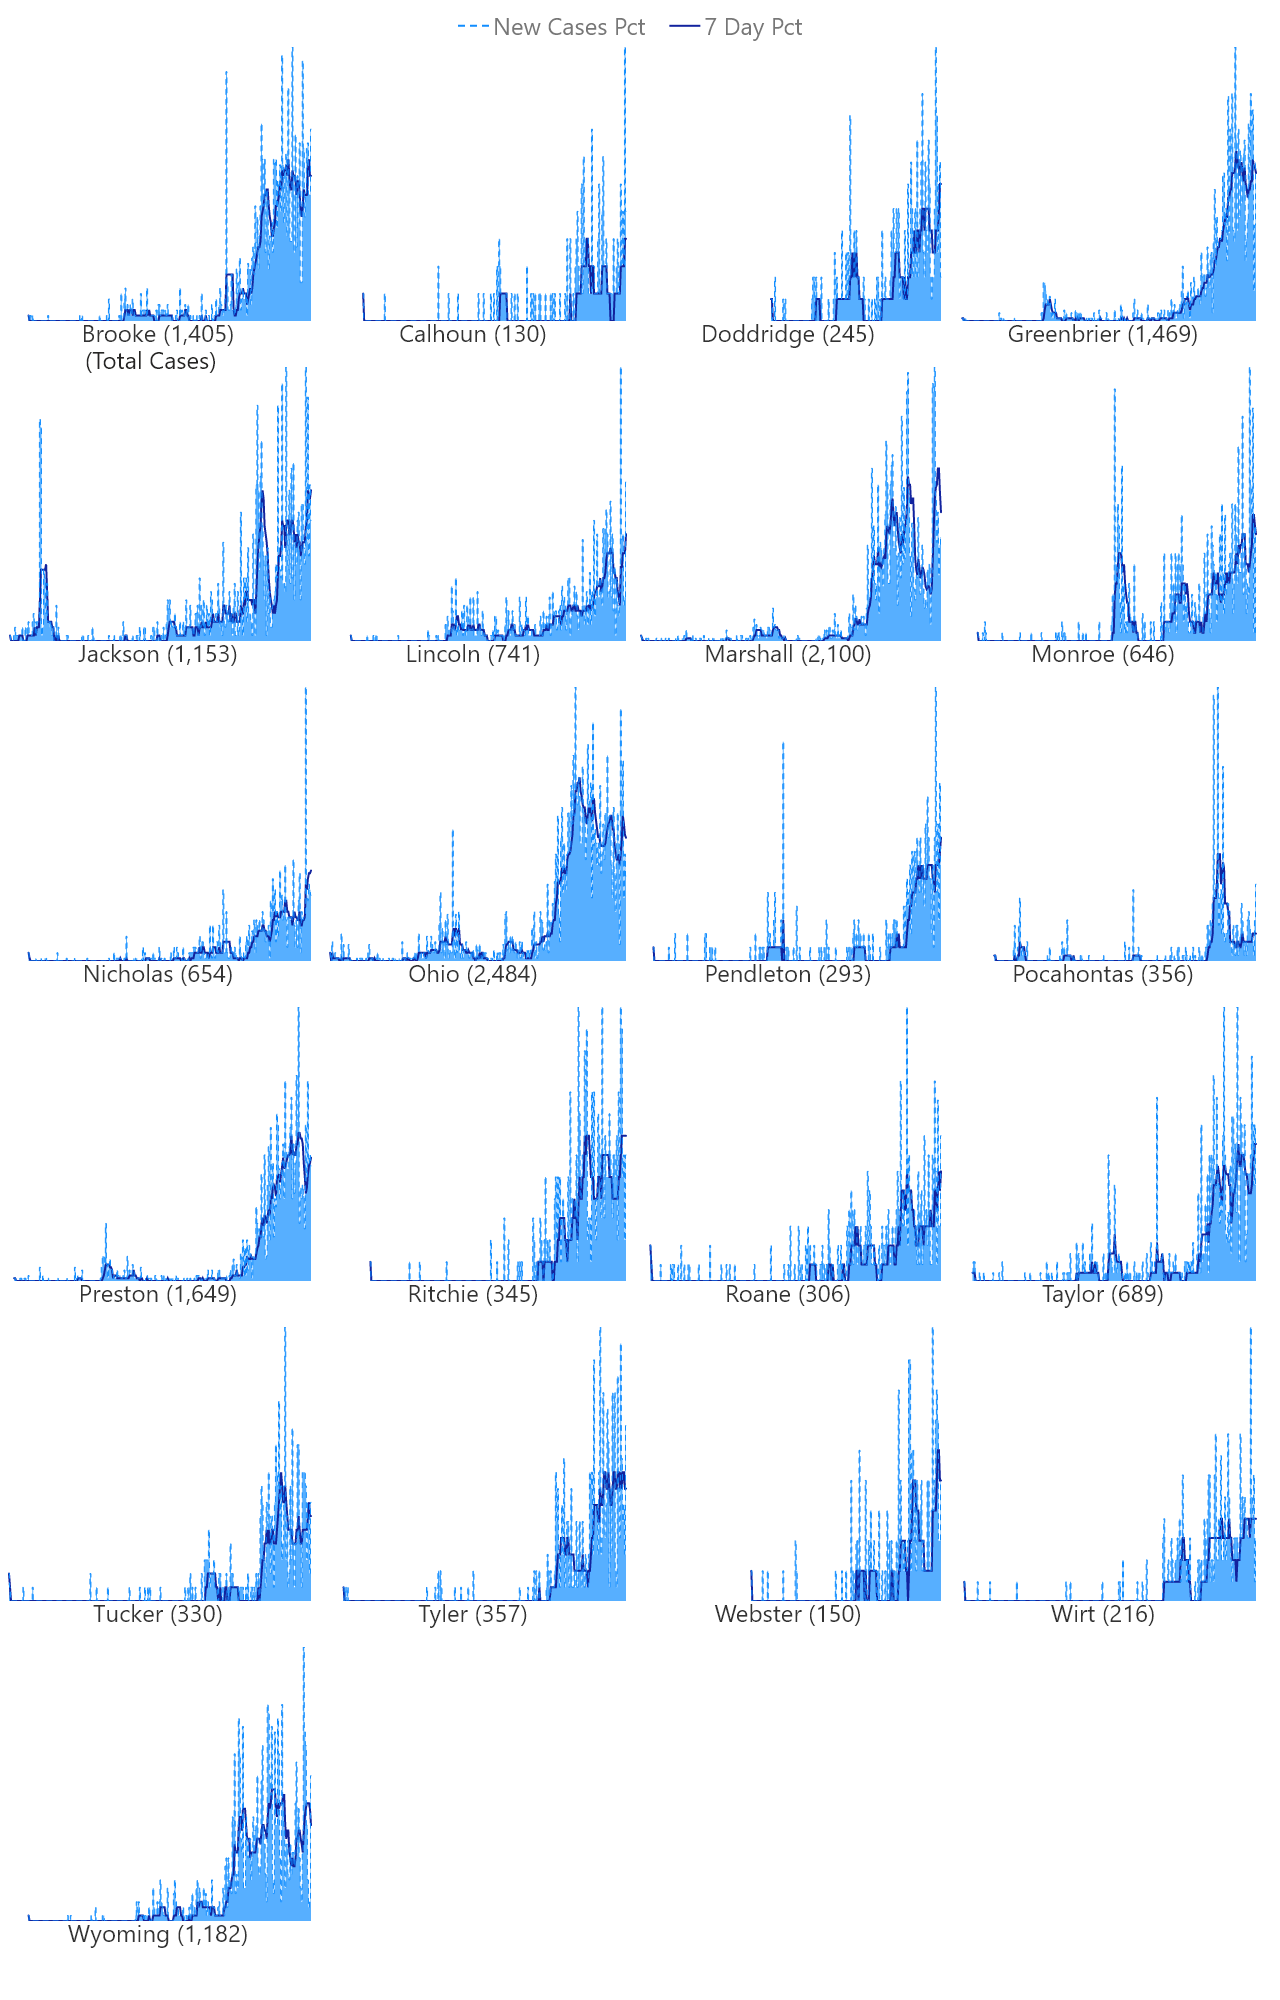 New Cases Pct 7 Day Pct
Brooke (1,405) Calhoun (130) Doddridge (245) Greenbrier (1,469)
(Total Cases)
Jackson (1,153) Lincoln (741) Marshall (2,100) Monroe (646)
Nicholas (654) Ohio (2,484) Pendleton (293) Pocahontas (356)
Preston (1,649) Ritchie (345) Roane (306) Taylor (689)
Tucker (330) Tyler (357) Webster (150) Wirt (216)
Wyoming (1,182)